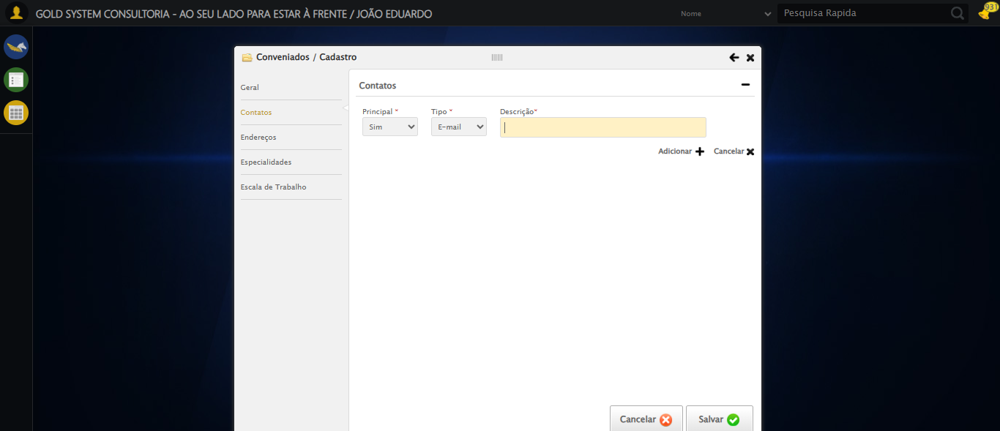 GOLD SYSTEM CONSULTORIA - AO SEU LADO PARA ESTAR À FRENTE / JOÃO EDUARDO
Nome
Pesquisa Rapida
931
Conveniados / Cadastro
Geral
Contatos
Endereços
Especialidades
Escala de Trabalho
Contatos
Principal * Tipo * Descrição*
Sim E-mail
Adicionar Cancelar
Cancelar Salvar